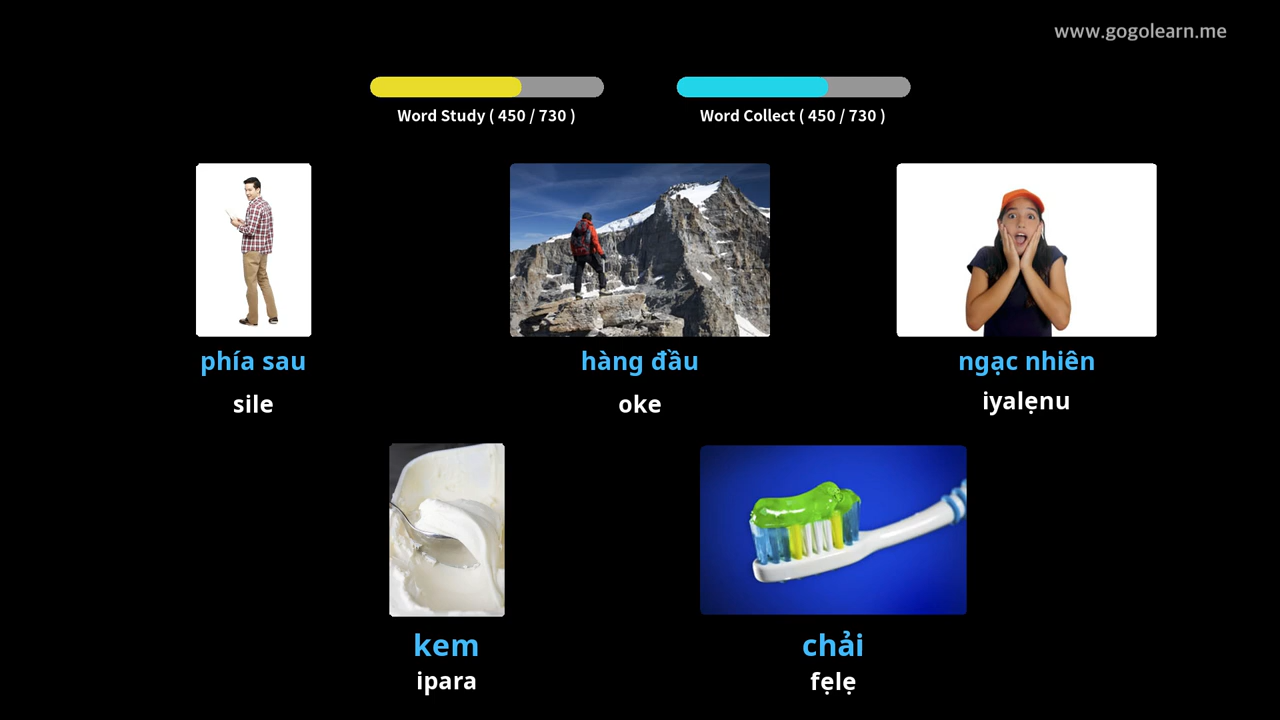 www.gogolearn.me
Word Study ( 450 / 730 )
Word Collect ( 450 / 730 )
phía sau
sile
hàng đầu
oke
ngạc nhiên
iyalẹnu
kem
ipara
chải
fẹlẹ